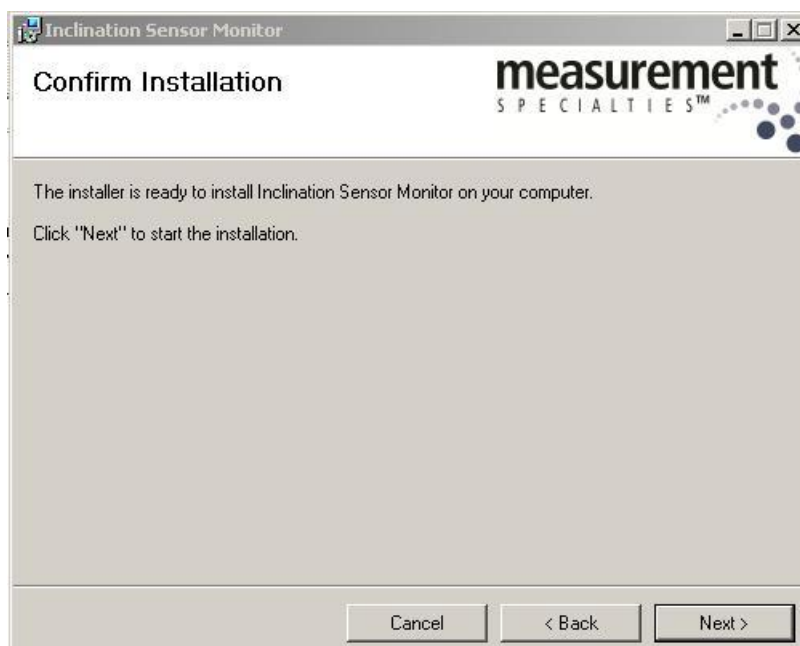 Inclination Sensor Monitor
Confirm Installation
measurement
SPECIALTIES™
The installer is ready to install Inclination Sensor Monitor on your computer.
Click "Next" to start the installation.
Cancel
< Back
Next >